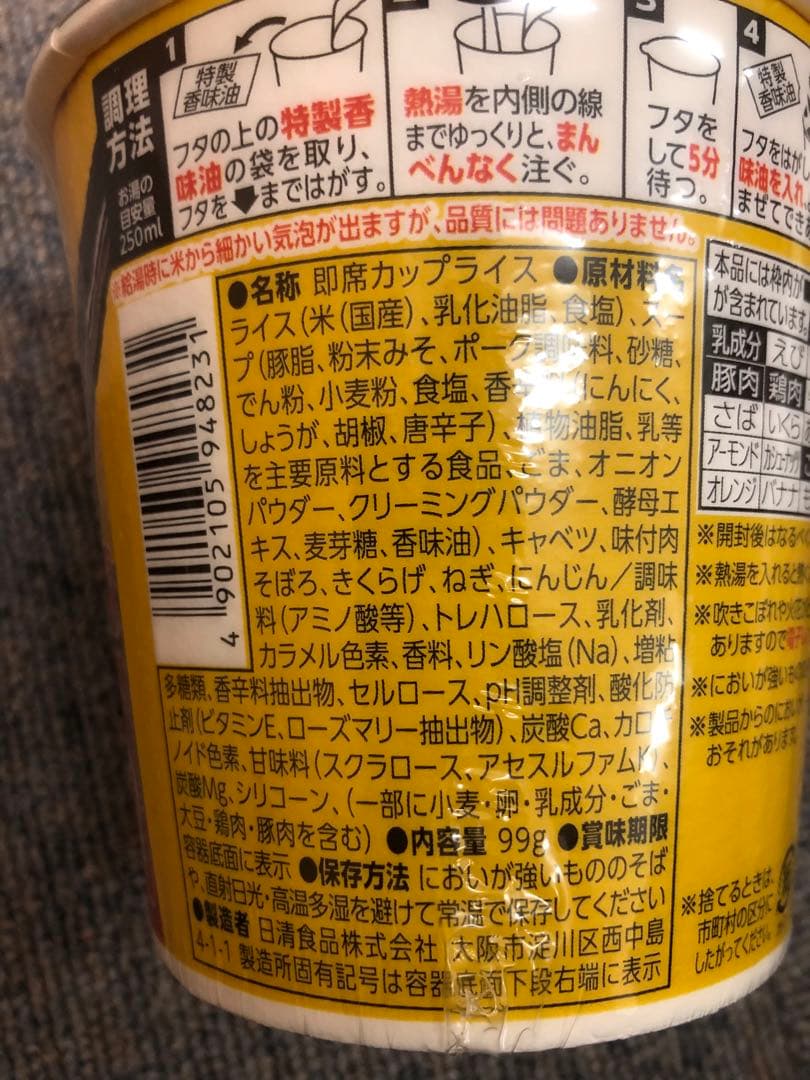 調理
方法
お湯の
目安量
250ml
1
特製
香味油
フタの上の特製香
味油の袋を取り、
フタを⬇まではがす。
熱湯を内側の線
までゆっくりと、まん
べんなく注ぐ。
3
フタを
して5分
待つ。
4
特製
香味油
フタをはがし
味油を入れ
まぜてでき
※給湯時に米から細かい気泡が出ますが、品質には問題ありません。
●名称 即席カップライス ●原材料名
ライス(米(国産)、乳化油脂、食塩)、スー
プ(豚脂、粉末みそ、ポーク調味料、砂糖、
でん粉、小麦粉、食塩、香辛料(にんにく、
しょうが、胡椒、唐辛子)、植物油脂、乳等
を主要原料とする食品、ごま、オニオン
パウダー、クリーミングパウダー、酵母エ
キス、麦芽糖、香味油)、キャベツ、味付肉
そぼろ、きくらげ、ねぎ、にんじん/調味
料(アミノ酸等)、トレハロース、乳化剤、
カラメル色素、香料、リン酸塩(Na)、増粘
多糖類、香辛料抽出物、セルロース、pH調整剤、酸化防
止剤(ビタミンE、ローズマリー抽出物)、炭酸Ca、カロチ
ノイド色素、甘味料(スクラロース、アセスルファムK)、
炭酸Mg、シリコーン、(一部に小麦・卵・乳成分・ごま・
大豆・鶏肉・豚肉を含む) ●内容量 99g ●賞味期限
容器底面に表示 ●保存方法 においが強いもののそば
や、直射日光・高温多湿を避けて常温で保存してください
●製造者 日清食品株式会社 大阪市淀川区西中島
4-1-1 製造所固有記号は容器底面下段右端に表示
4 902105 948231
本品には枠内が
が含まれています
乳成分 えび
豚肉 鶏肉
さば いくら
アーモンド カシューナッツ
オレンジ バナナ
※開封後はなるべく
※熱湯を入れると
※吹きこぼれや
ありますので
※においが強いもの
※製品からのにおい
おそれがあります。
※捨てるときは、
市町村の区分に
したがってください。